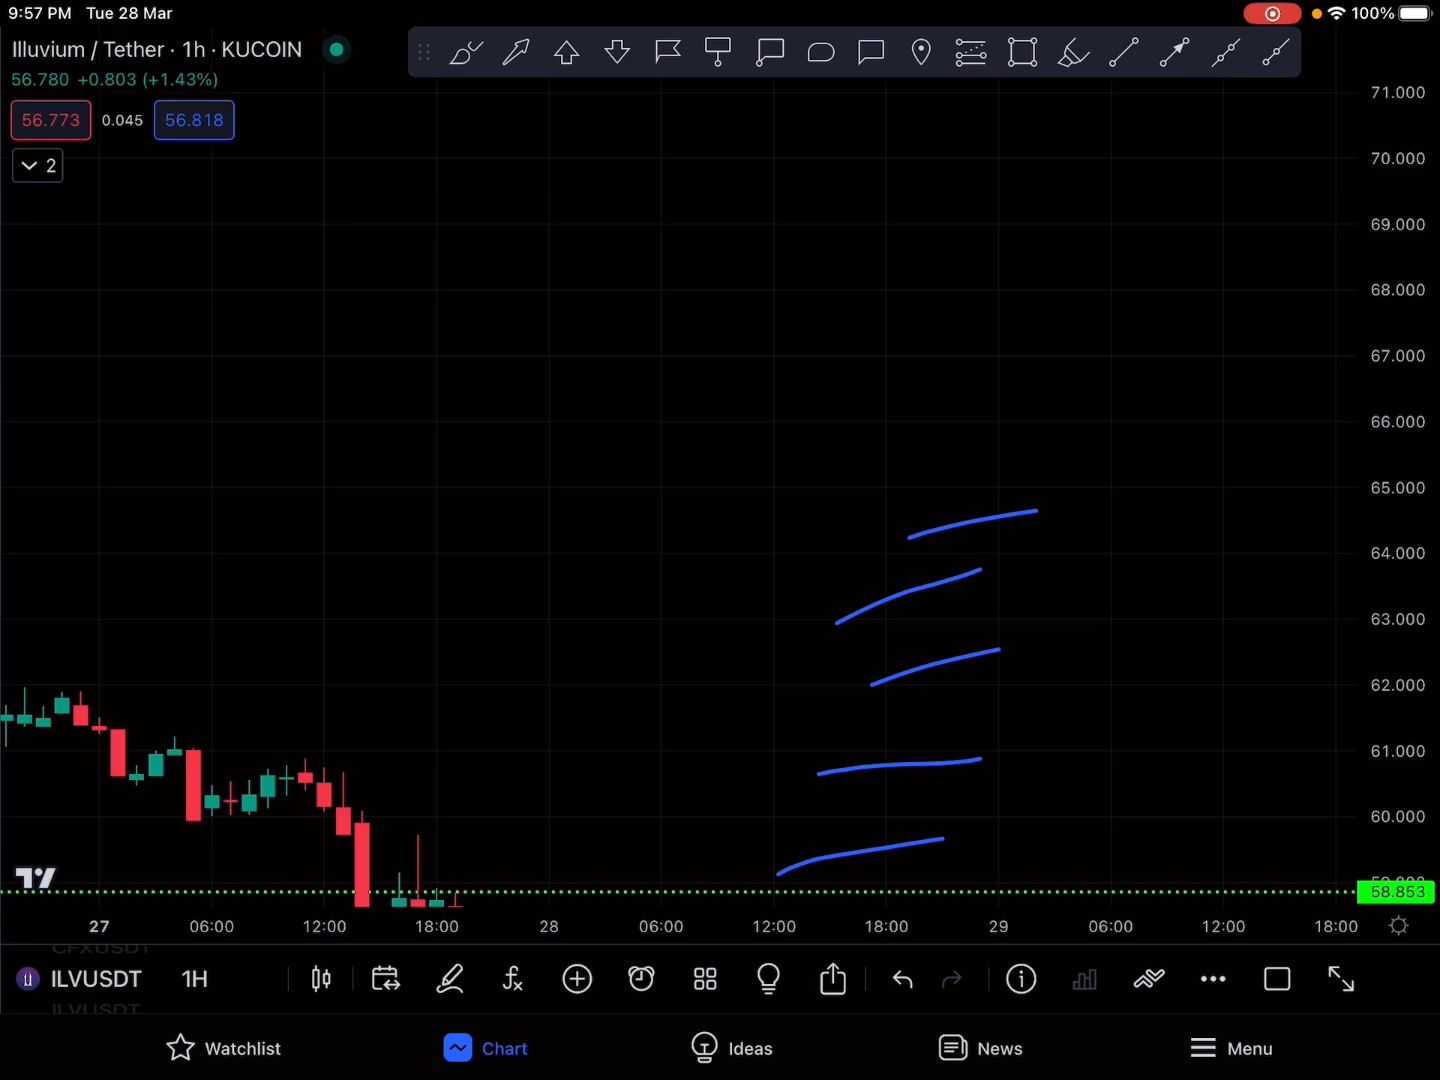 9:57 PM Tue 28 Mar 100%
Illuvium / Tether · 1h · KUCOIN
56.780 +0.803 (+1.43%)
56.773 0.045 56.818
2
71.000
70.000
69.000
68.000
67.000
66.000
65.000
64.000
63.000
62.000
61.000
60.000
58.853
27 06:00 12:00 18:00 28 06:00 12:00 18:00 29 06:00 12:00 18:00
ILVUSDT 1H
Watchlist Chart Ideas News Menu